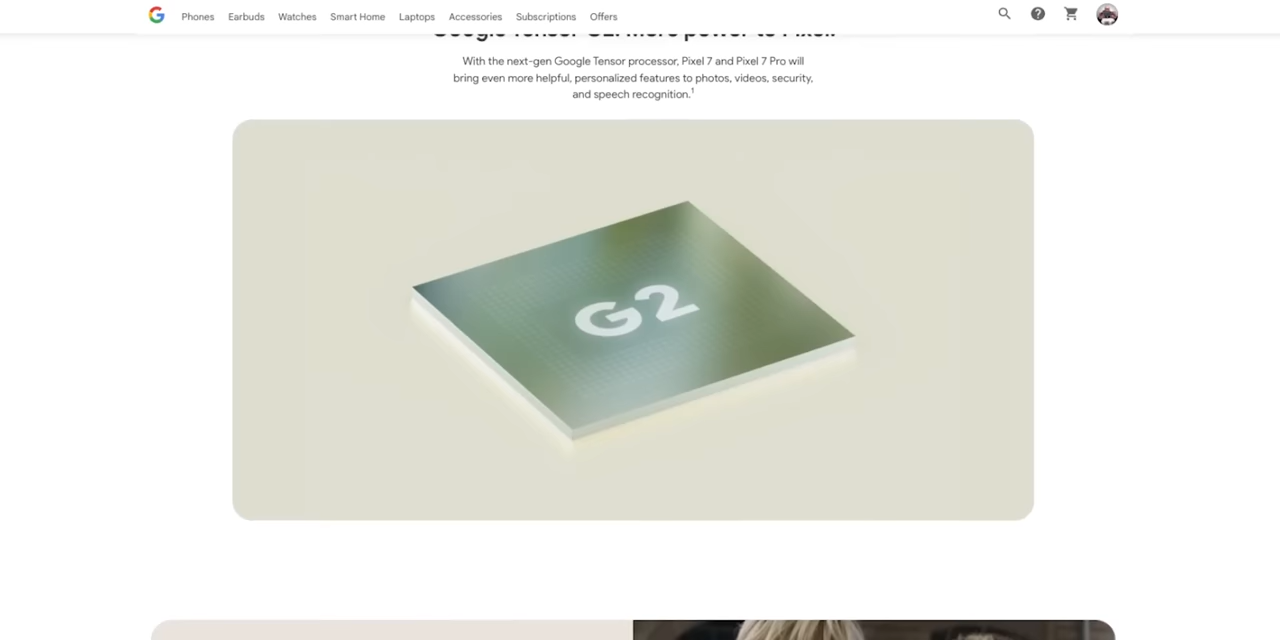 Phones Earbuds Watches Smart Home Laptops Accessories Subscriptions Offers
Google Tensor G2. More power to Pixel.
With the next-gen Google Tensor processor, Pixel 7 and Pixel 7 Pro will
bring even more helpful, personalized features to photos, videos, security,
and speech recognition.1
G2